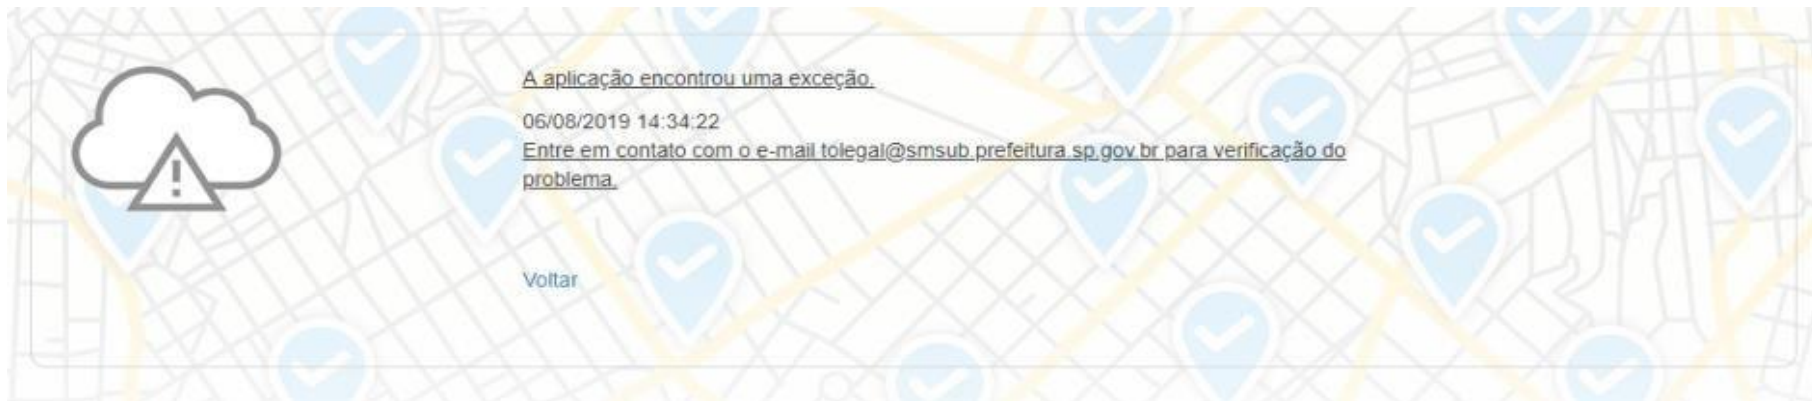 A aplicação encontrou uma exceção.
06/08/2019 14:34:22
Entre em contato com o e-mail tolegal@smsub.prefeitura.sp.gov.br para verificação do
problema.
Voltar